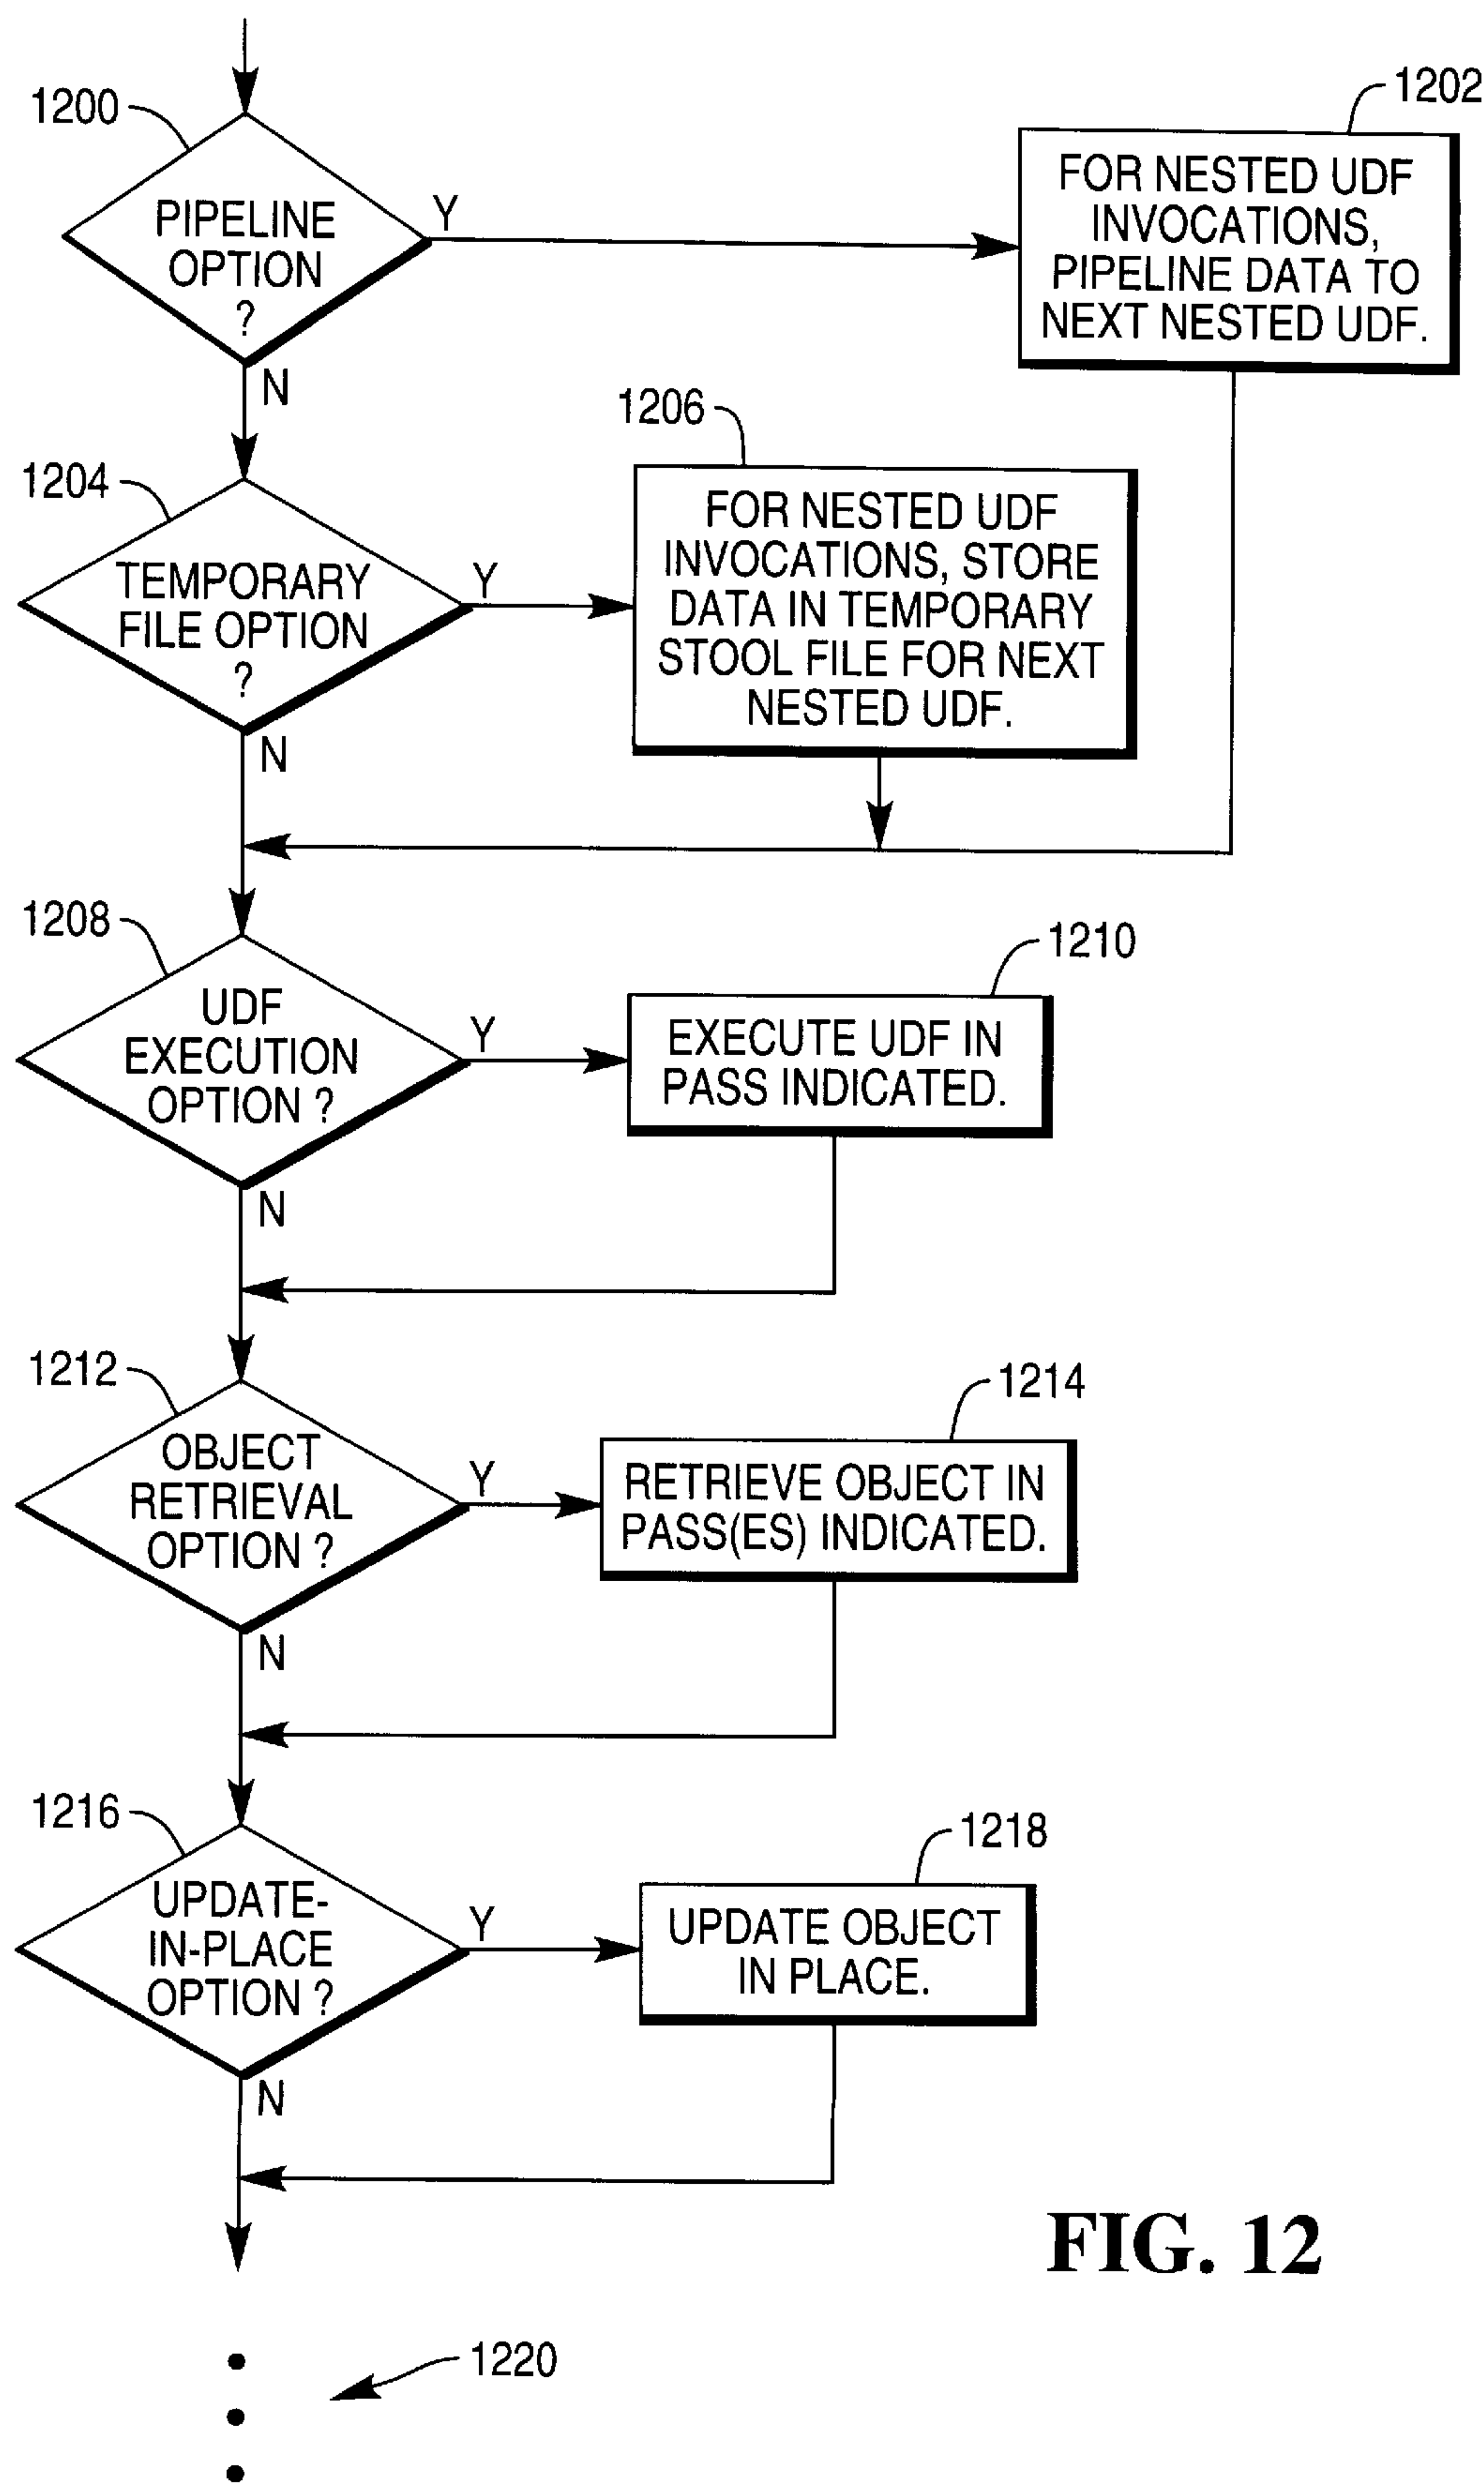 1200
PIPELINE
OPTION
?
Y
N
1202
FOR NESTED UDF
INVOCATIONS,
PIPELINE DATA TO
NEXT NESTED UDF.
1204
TEMPORARY
FILE OPTION
?
Y
N
1206
FOR NESTED UDF
INVOCATIONS, STORE
DATA IN TEMPORARY
STOOL FILE FOR NEXT
NESTED UDF.
1208
UDF
EXECUTION
OPTION ?
Y
N
1210
EXECUTE UDF IN
PASS INDICATED.
1212
OBJECT
RETRIEVAL
OPTION ?
Y
N
1214
RETRIEVE OBJECT IN
PASS(ES) INDICATED.
1216
UPDATE-
IN-PLACE
OPTION ?
Y
N
1218
UPDATE OBJECT
IN PLACE.
FIG. 12
1220